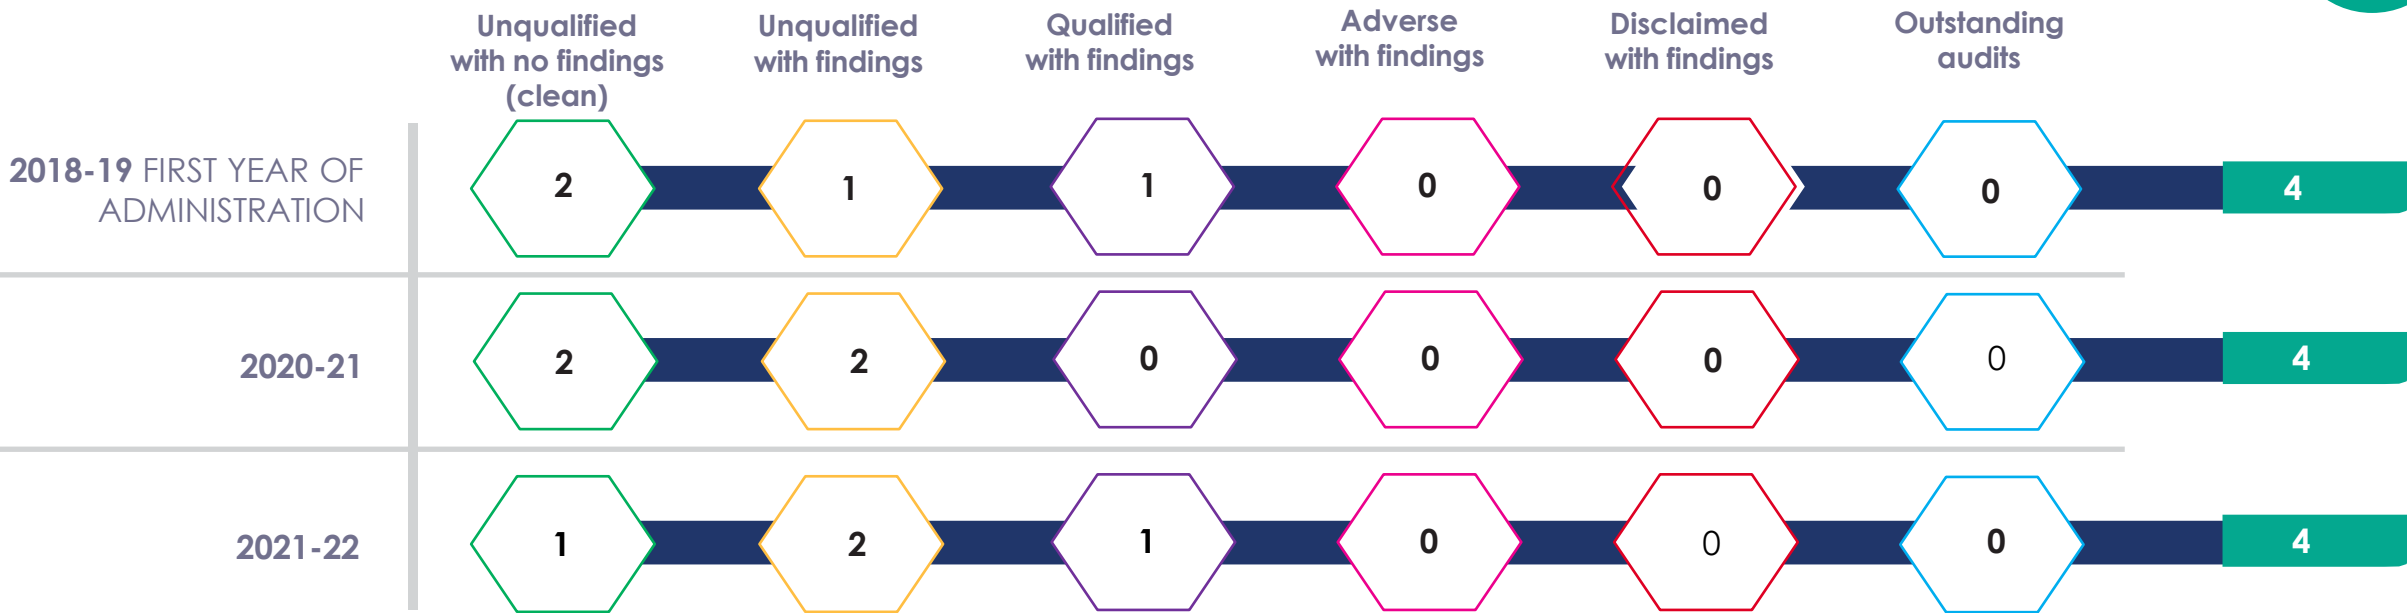 Unqualified
with no findings
(clean)
Unqualified
with findings
Qualified
with findings
Adverse
with findings
Disclaimed
with findings
Outstanding
audits
2018-19 FIRST YEAR OF
ADMINISTRATION
2 1 1 0 0 0 4
2020-21 2 2 0 0 0 0 4
2021-22 1 2 1 0 0 0 4